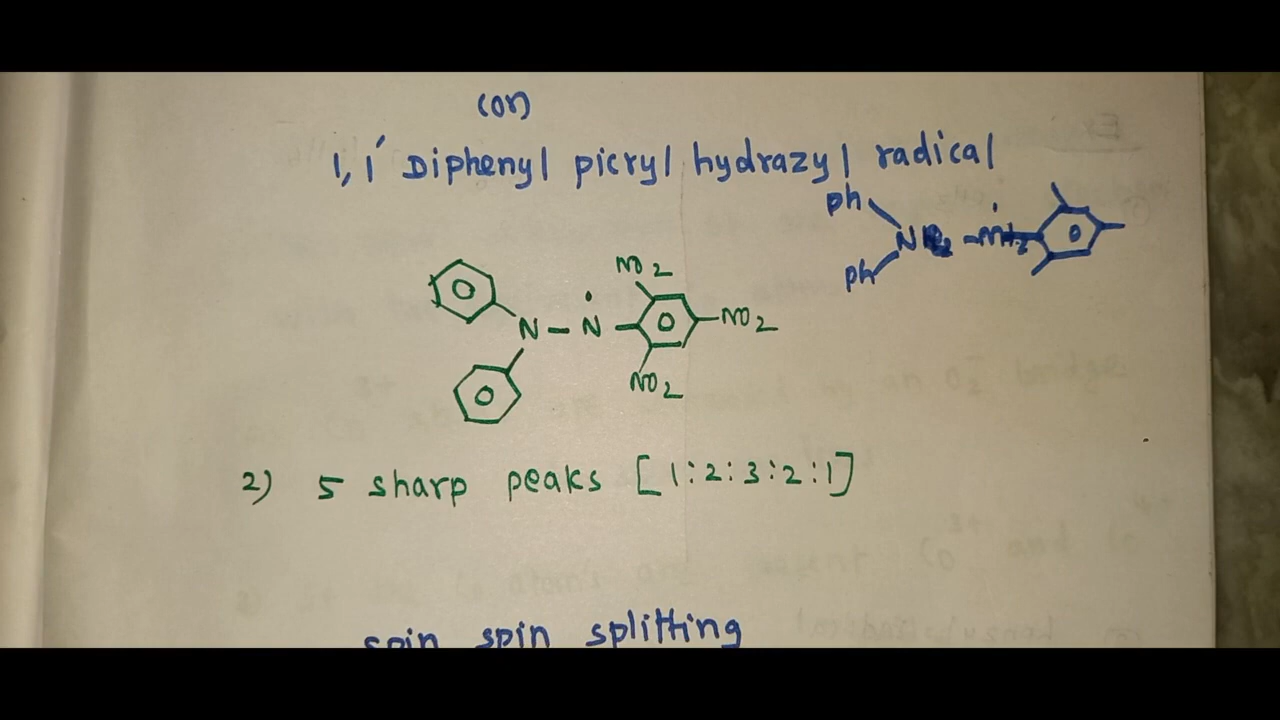 (or)
1, 1' Diphenyl picryl hydrazyl radical
ph
N
ph
NO2
N – N – NO2
NO2
2) 5 sharp peaks [1:2:3:2:1]
spin spin splitting